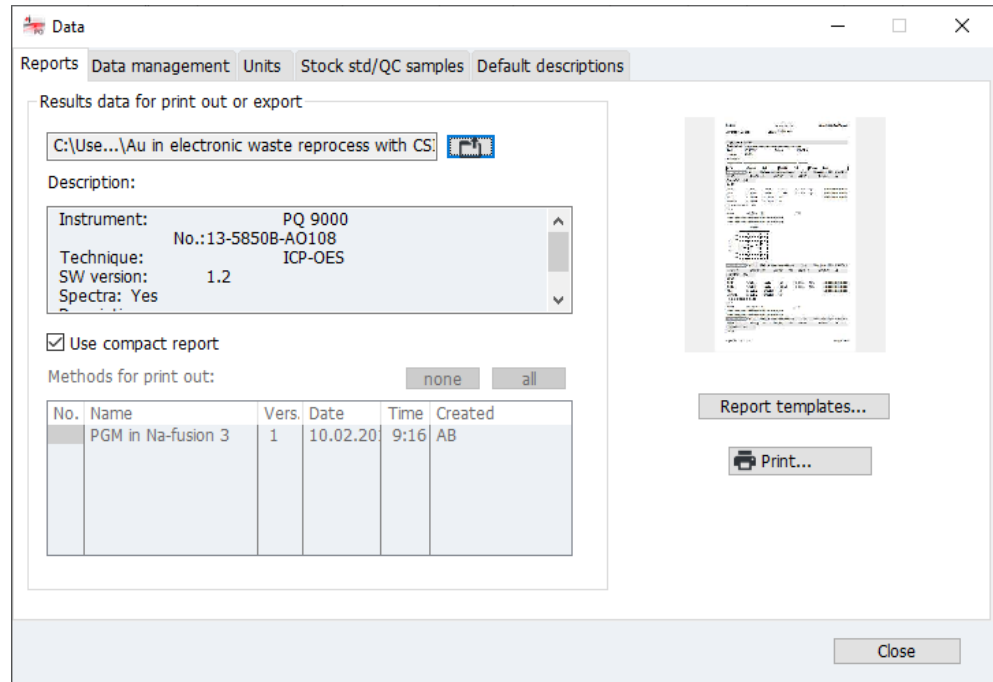 PQ
Data
Reports Data management Units Stock std/QC samples Default descriptions
Results data for print out or export
C:\Use...\Au in electronic waste reprocess with CS
Description:
Instrument: PQ 9000
No.:13-5850B-AO108
Technique: ICP-OES
SW version: 1.2
Spectra: Yes
Use compact report
Methods for print out: none all
No. Name Vers. Date Time Created
PGM in Na-fusion 3 1 10.02.20 9:16 AB
Report templates...
Print...
Close